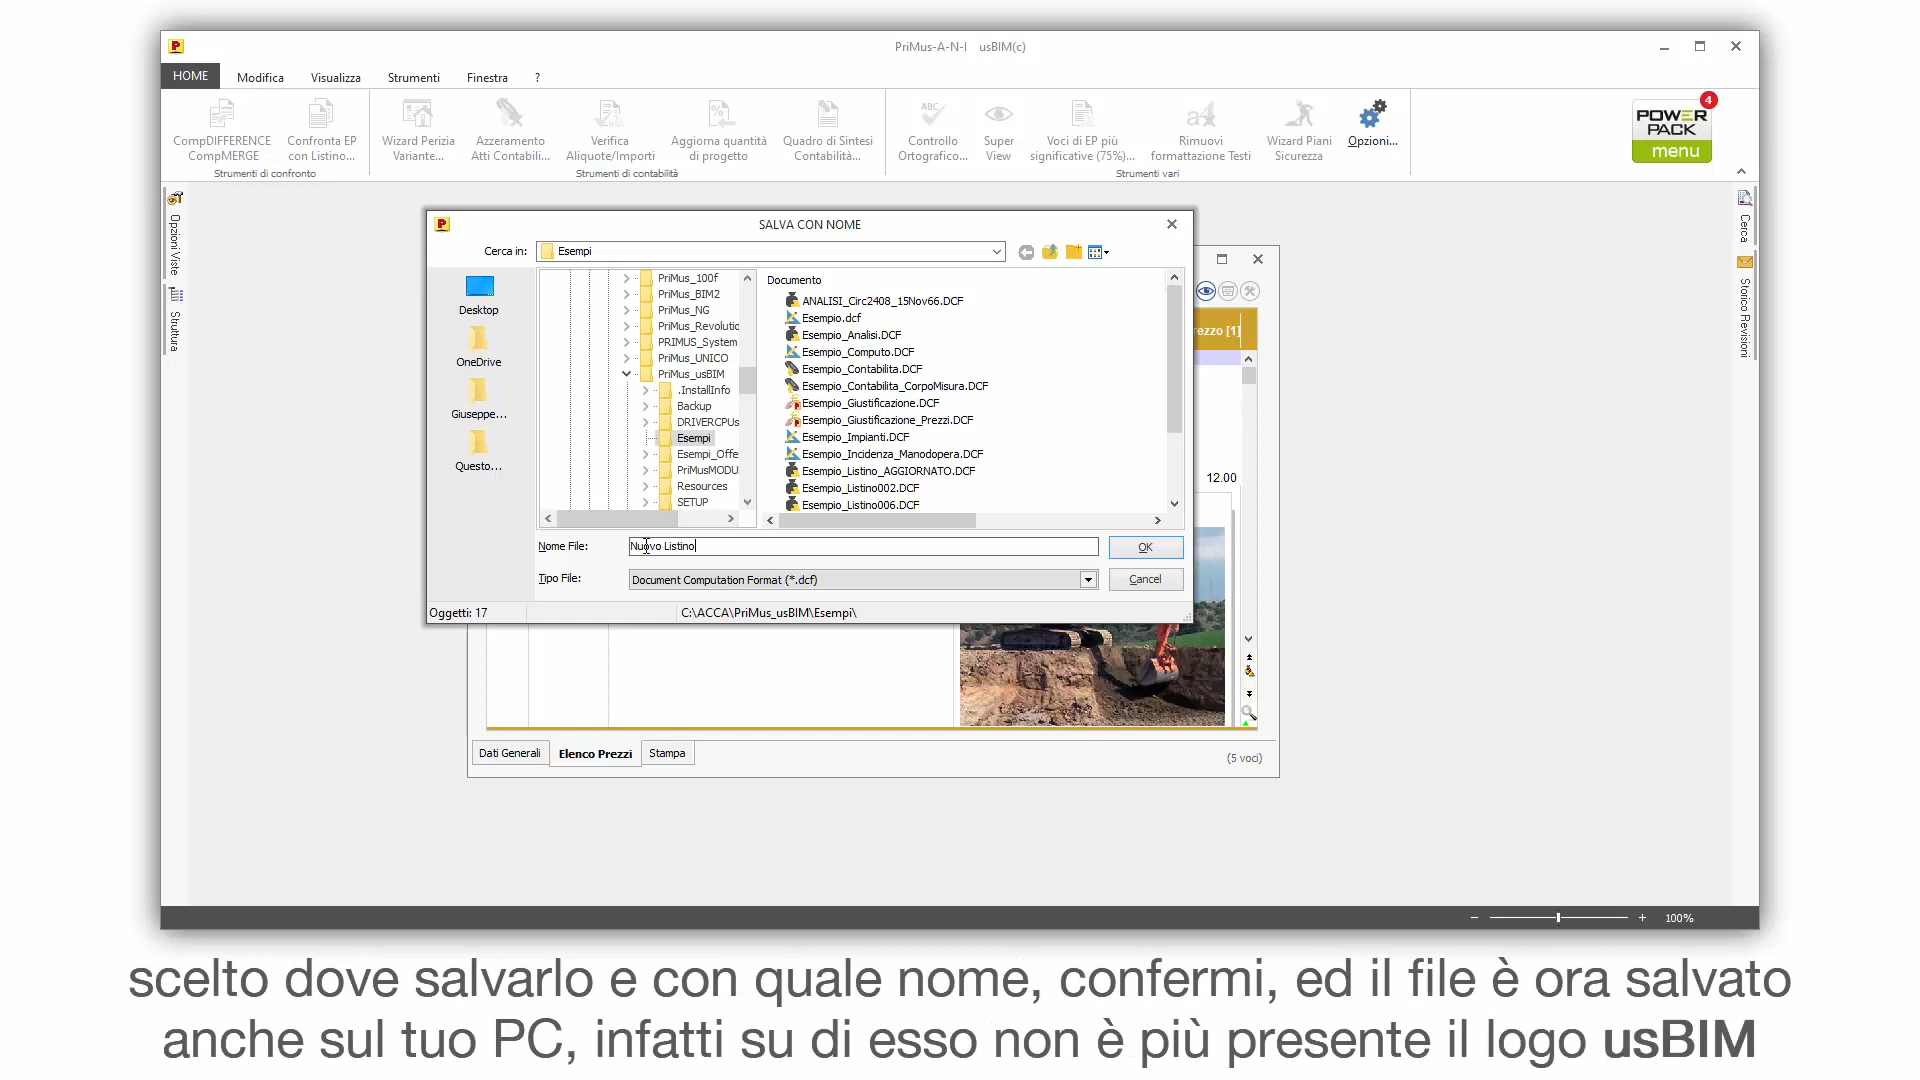 PriMus-A-N-I usBIM(c)
HOME Modifica Visualizza Strumenti Finestra ?
CompDIFFERENCE
CompMERGE
Confronta EP
con Listino...
Strumenti di confronto
Wizard Perizia
Variante...
Azzeramento
Atti Contabili...
Verifica
Aliquote/Importi
Aggiorna quantità
di progetto
Quadro di Sintesi
Contabilità...
Strumenti di contabilità
ABC
Controllo
Ortografico...
Super
View
Voci di EP più
significative (75%)...
Rimuovi
formattazione Testi
Wizard Piani
Sicurezza
Opzioni...
Strumenti vari
4
POWER
PACK
menu
Opzioni Viste
Struttura
Cerca
Storico Revisioni
SALVA CON NOME
Cerca in: Esempi
Desktop
OneDrive
Giuseppe...
Questo...
PriMus_100f
PriMus_BIM2
PriMus_NG
PriMus_Revolutio
PRIMUS_System
PriMus_UNICO
PriMus_usBIM
.InstallInfo
Backup
DRIVERCPUs
Esempi
Esempi_Offe
PriMusMODU
Resources
SETUP
Documento
ANALISI_Circ2408_15Nov66.DCF
Esempio.dcf
Esempio_Analisi.DCF
Esempio_Computo.DCF
Esempio_Contabilita.DCF
Esempio_Contabilita_CorpoMisura.DCF
Esempio_Giustificazione.DCF
Esempio_Giustificazione_Prezzi.DCF
Esempio_Impianti.DCF
Esempio_Incidenza_Manodopera.DCF
Esempio_Listino_AGGIORNATO.DCF
Esempio_Listino002.DCF
Esempio_Listino006.DCF
Nome File: Nuovo Listino OK
Tipo File: Document Computation Format (*.dcf) Cancel
Oggetti: 17 C:\ACCA\PriMus_usBIM\Esempi\
rezzo [1]
12.00
Dati Generali Elenco Prezzi Stampa (5 voci)
100%
scelto dove salvarlo e con quale nome, confermi, ed il file è ora salvato
anche sul tuo PC, infatti su di esso non è più presente il logo usBIM